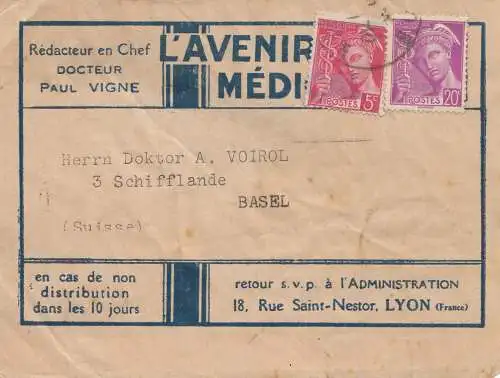 Rédacteur en Chef
DOCTEUR
PAUL VIGNE
L'AVENIR
MÉDI
POSTES 5c
POSTES 20c
Herrn Doktor A. VOIROL
3 Schifflande
BASEL
(Suisse)
en cas de non
distribution
dans les 10 jours
retour s.v.p. à l'ADMINISTRATION
18, Rue Saint-Nestor, LYON (France)